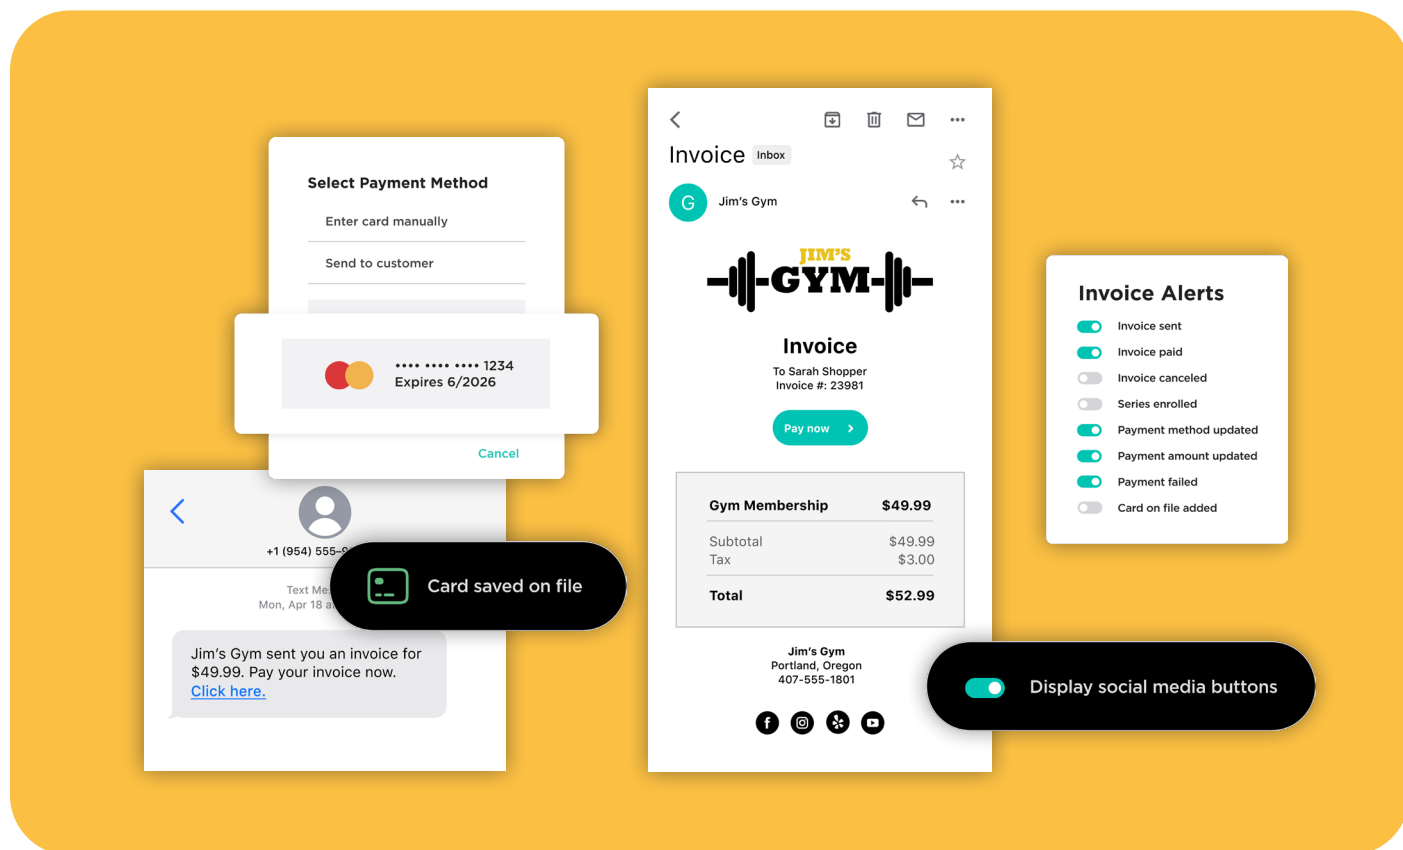 Select Payment Method
Enter card manually
Send to customer
•••• •••• •••• 1234
Expires 6/2026
Cancel
+1 (954) 555-
Text
Mon, Apr 18
Card saved on file
Jim's Gym sent you an invoice for
$49.99. Pay your invoice now.
Click here.
Invoice Inbox
G Jim's Gym
JIM'S
GYM
Invoice
To Sarah Shopper
Invoice #: 23981
Pay now
Gym Membership $49.99
Subtotal $49.99
Tax $3.00
Total $52.99
Jim's Gym
Portland, Oregon
407-555-1801
Invoice Alerts
Invoice sent
Invoice paid
Invoice canceled
Series enrolled
Payment method updated
Payment amount updated
Payment failed
Card on file added
Display social media buttons